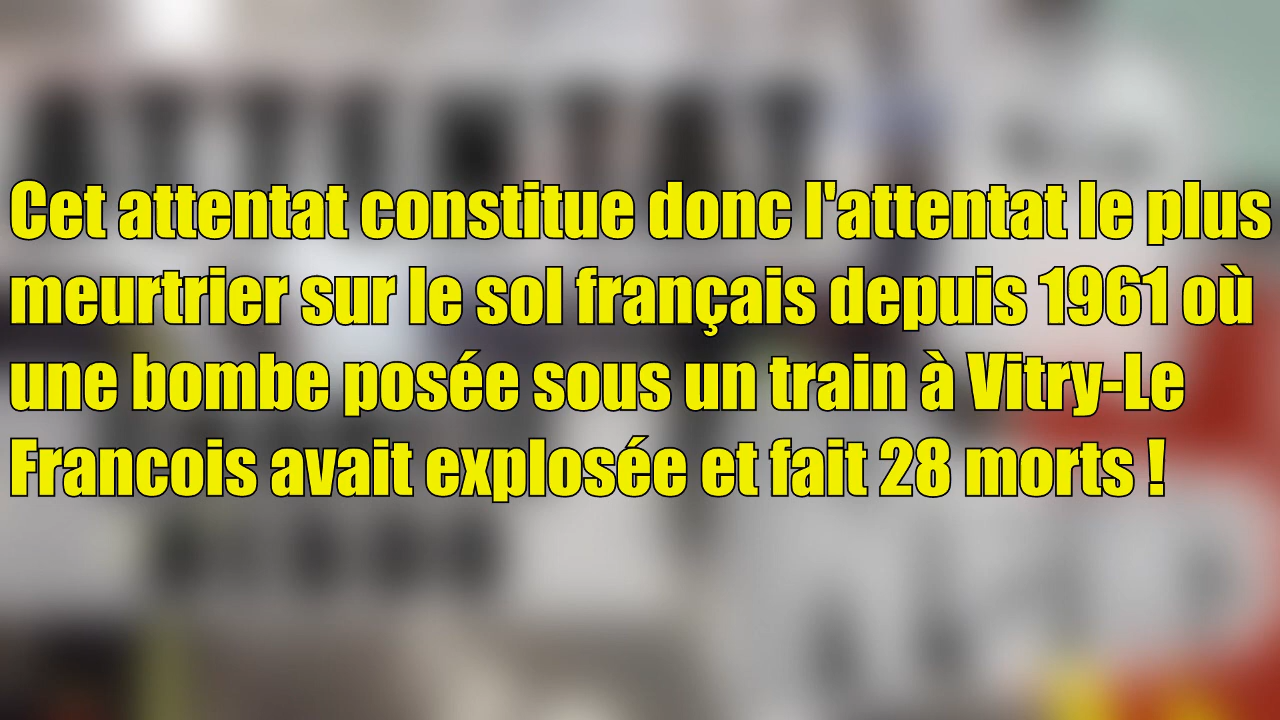 Cet attentat constitue donc l'attentat le plus
meurtrier sur le sol français depuis 1961 où
une bombe posée sous un train à Vitry-Le
Francois avait explosée et fait 28 morts !